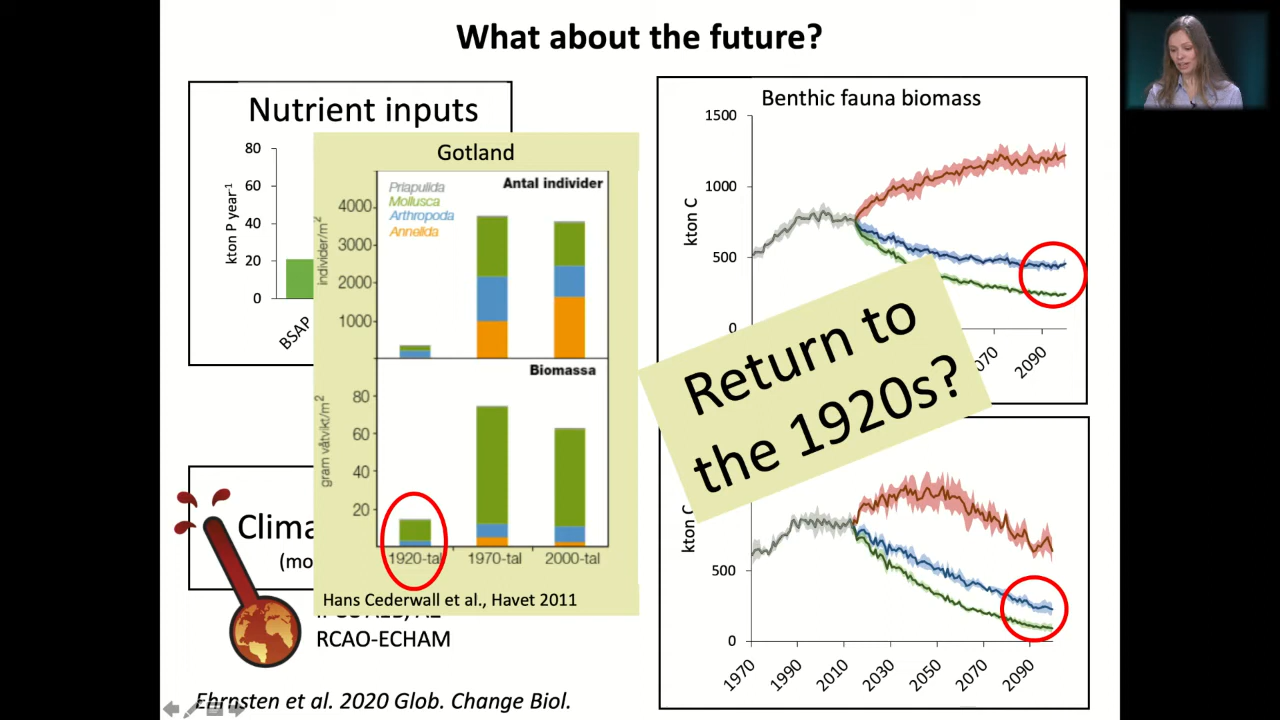 What about the future?
Nutrient inputs
80
60
40
20
0
kton P year-1
BSAP
Gotland
Antal individer
Priapulida
Mollusca
Arthropoda
Annelida
4000
3000
2000
1000
individer/m²
Biomassa
80
60
40
20
gram våtvikt/m²
1920-tal
1970-tal
2000-tal
Hans Cederwall et al., Havet 2011
Clima
(mo
RCAO-ECHAM
Ehrnsten et al. 2020 Glob. Change Biol.
Benthic fauna biomass
1500
1000
500
0
kton C
070
2090
Return to
the 1920s?
kton C
500
0
1970
1990
2010
2030
2050
2070
2090